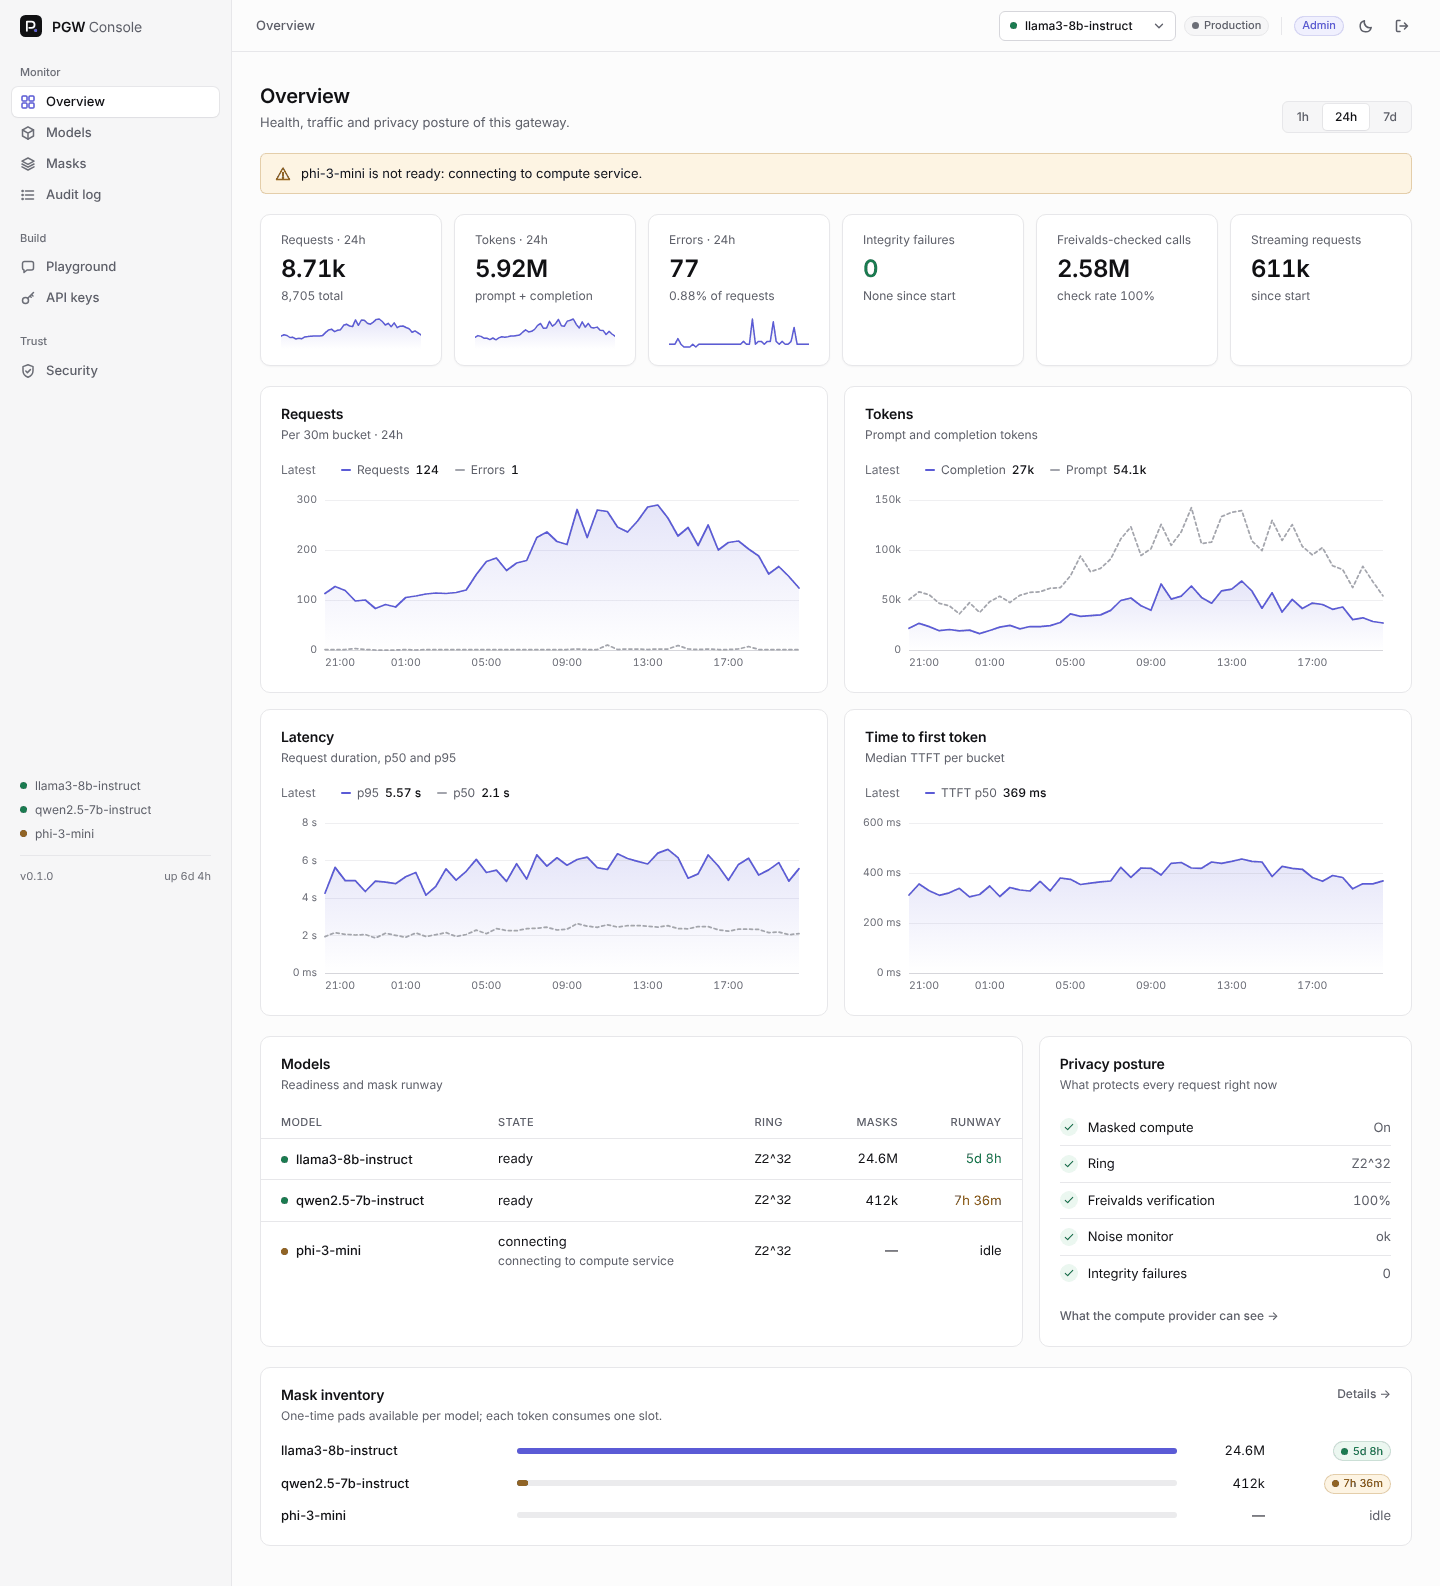 PGW Console
Monitor
Overview
Models
Masks
Audit log
Build
Playground
API keys
Trust
Security
llama3-8b-instruct
qwen2.5-7b-instruct
phi-3-mini
v0.1.0 up 6d 4h
Overview
llama3-8b-instruct
Production
Admin
Overview
Health, traffic and privacy posture of this gateway.
1h 24h 7d
phi-3-mini is not ready: connecting to compute service.
Requests · 24h
8.71k
8,705 total
Tokens · 24h
5.92M
prompt + completion
Errors · 24h
77
0.88% of requests
Integrity failures
0
None since start
Freivalds-checked calls
2.58M
check rate 100%
Streaming requests
611k
since start
Requests
Per 30m bucket · 24h
Latest Requests 124 Errors 1
300
200
100
0
21:00 01:00 05:00 09:00 13:00 17:00
Tokens
Prompt and completion tokens
Latest Completion 27k Prompt 54.1k
150k
100k
50k
0
21:00 01:00 05:00 09:00 13:00 17:00
Latency
Request duration, p50 and p95
Latest p95 5.57 s p50 2.1 s
8 s
6 s
4 s
2 s
0 ms
21:00 01:00 05:00 09:00 13:00 17:00
Time to first token
Median TTFT per bucket
Latest TTFT p50 369 ms
600 ms
400 ms
200 ms
0 ms
21:00 01:00 05:00 09:00 13:00 17:00
Models
Readiness and mask runway
MODEL STATE RING MASKS RUNWAY
llama3-8b-instruct ready Z2^32 24.6M 5d 8h
qwen2.5-7b-instruct ready Z2^32 412k 7h 36m
phi-3-mini connecting Z2^32 — idle
connecting to compute service
Privacy posture
What protects every request right now
Masked compute On
Ring Z2^32
Freivalds verification 100%
Noise monitor ok
Integrity failures 0
What the compute provider can see →
Mask inventory
Details →
One-time pads available per model; each token consumes one slot.
llama3-8b-instruct 24.6M 5d 8h
qwen2.5-7b-instruct 412k 7h 36m
phi-3-mini — idle